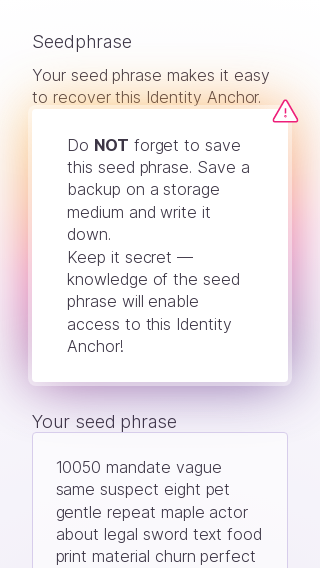 Seedphrase
Your seed phrase makes it easy
to recover this Identity Anchor.
Do NOT forget to save
this seed phrase. Save a
backup on a storage
medium and write it
down.
Keep it secret —
knowledge of the seed
phrase will enable
access to this Identity
Anchor!
Your seed phrase
10050 mandate vague
same suspect eight pet
gentle repeat maple actor
about legal sword text food
print material churn perfect